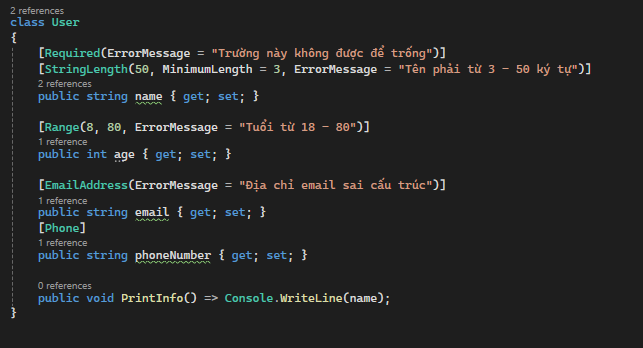 2 references
class User
{
[Required(ErrorMessage = "Trường này không được để trống")]
[StringLength(50, MinimumLength = 3, ErrorMessage = "Tên phải từ 3 - 50 ký tự")]
2 references
public string name { get; set; }
[Range(8, 80, ErrorMessage = "Tuổi từ 18 - 80")]
1 reference
public int age { get; set; }
[EmailAddress(ErrorMessage = "Địa chỉ email sai cấu trúc")]
1 reference
public string email { get; set; }
[Phone]
1 reference
public string phoneNumber { get; set; }
0 references
public void PrintInfo() => Console.WriteLine(name);
}